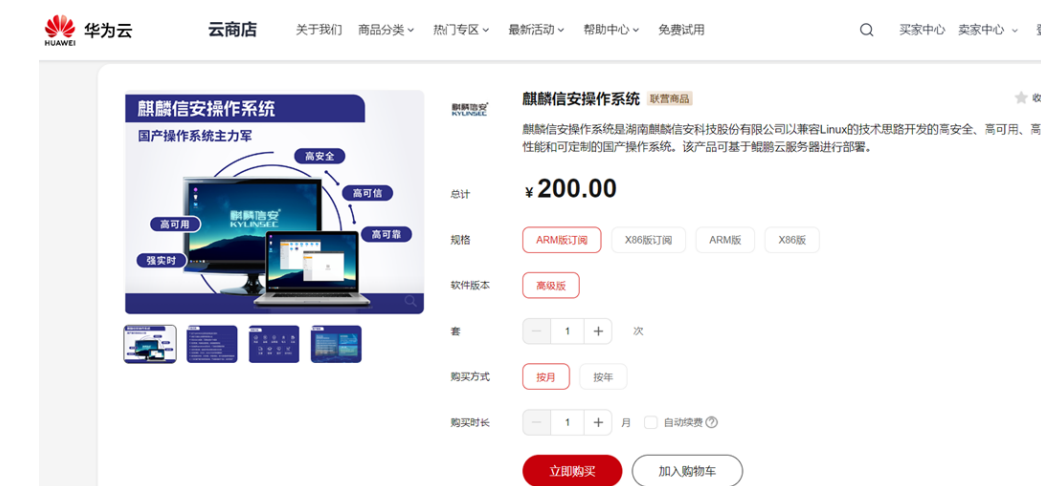 HUAWEI
华为云
云商店
关于我们 商品分类 热门专区 最新活动 帮助中心 免费试用
买家中心 卖家中心
麒麟信安操作系统
国产操作系统主力军
高安全
高可信
高可用
高可靠
强实时
麒麟信安
KYLINSEC
麒麟信安
KYLINSEC
麒麟信安操作系统 联营商品
收
麒麟信安操作系统是湖南麒麟信安科技股份有限公司以兼容Linux的技术思路开发的高安全、高可用、高
性能和可定制的国产操作系统。该产品可基于鲲鹏云服务器进行部署。
总计 ¥ 200.00
规格 ARM版订阅 X86版订阅 ARM版 X86版
软件版本 高级版
套 − 1 + 次
购买方式 按月 按年
购买时长 − 1 + 月 自动续费 ?
立即购买 加入购物车